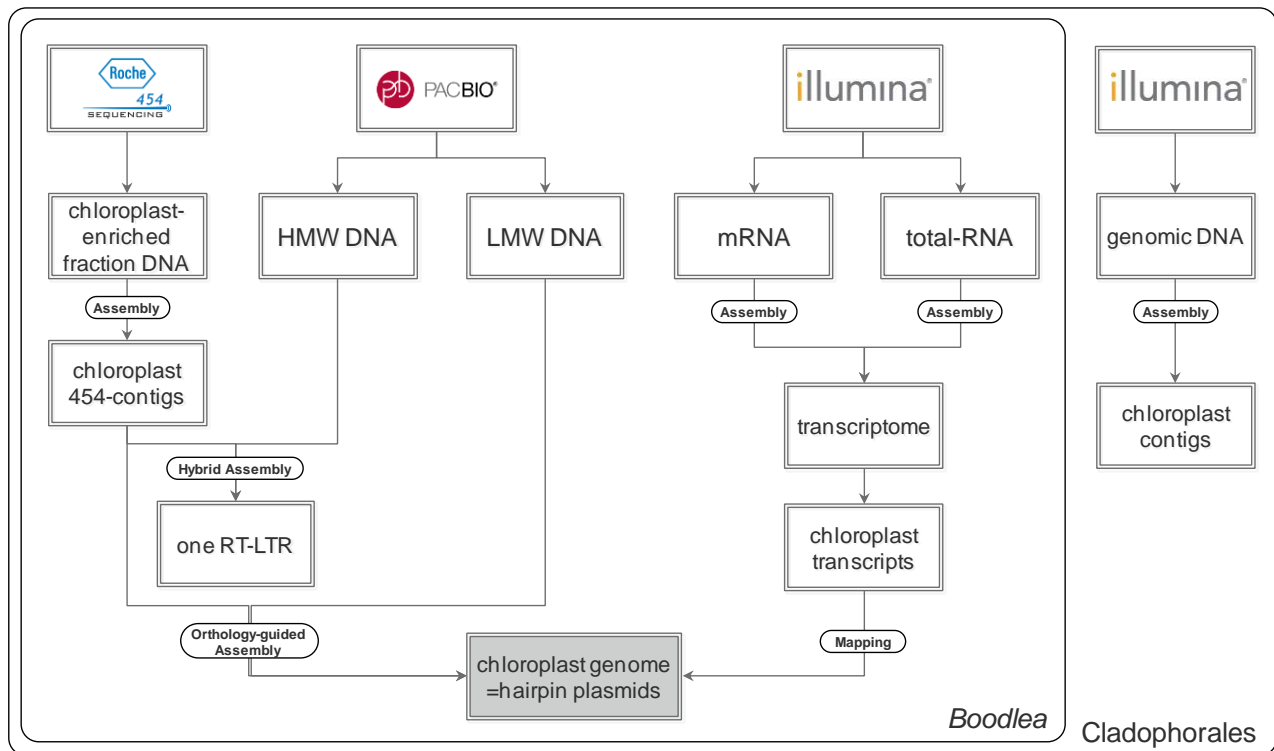 Roche
454
SEQUENCING
PACBIO®
illumina®
illumina®
chloroplast-
enriched
fraction DNA
HMW DNA
LMW DNA
mRNA
total-RNA
genomic DNA
Assembly
Assembly
Assembly
Assembly
chloroplast
454-contigs
transcriptome
chloroplast
contigs
Hybrid Assembly
one RT-LTR
chloroplast
transcripts
Orthology-guided
Assembly
Mapping
chloroplast genome
=hairpin plasmids
Boodlea
Cladophorales